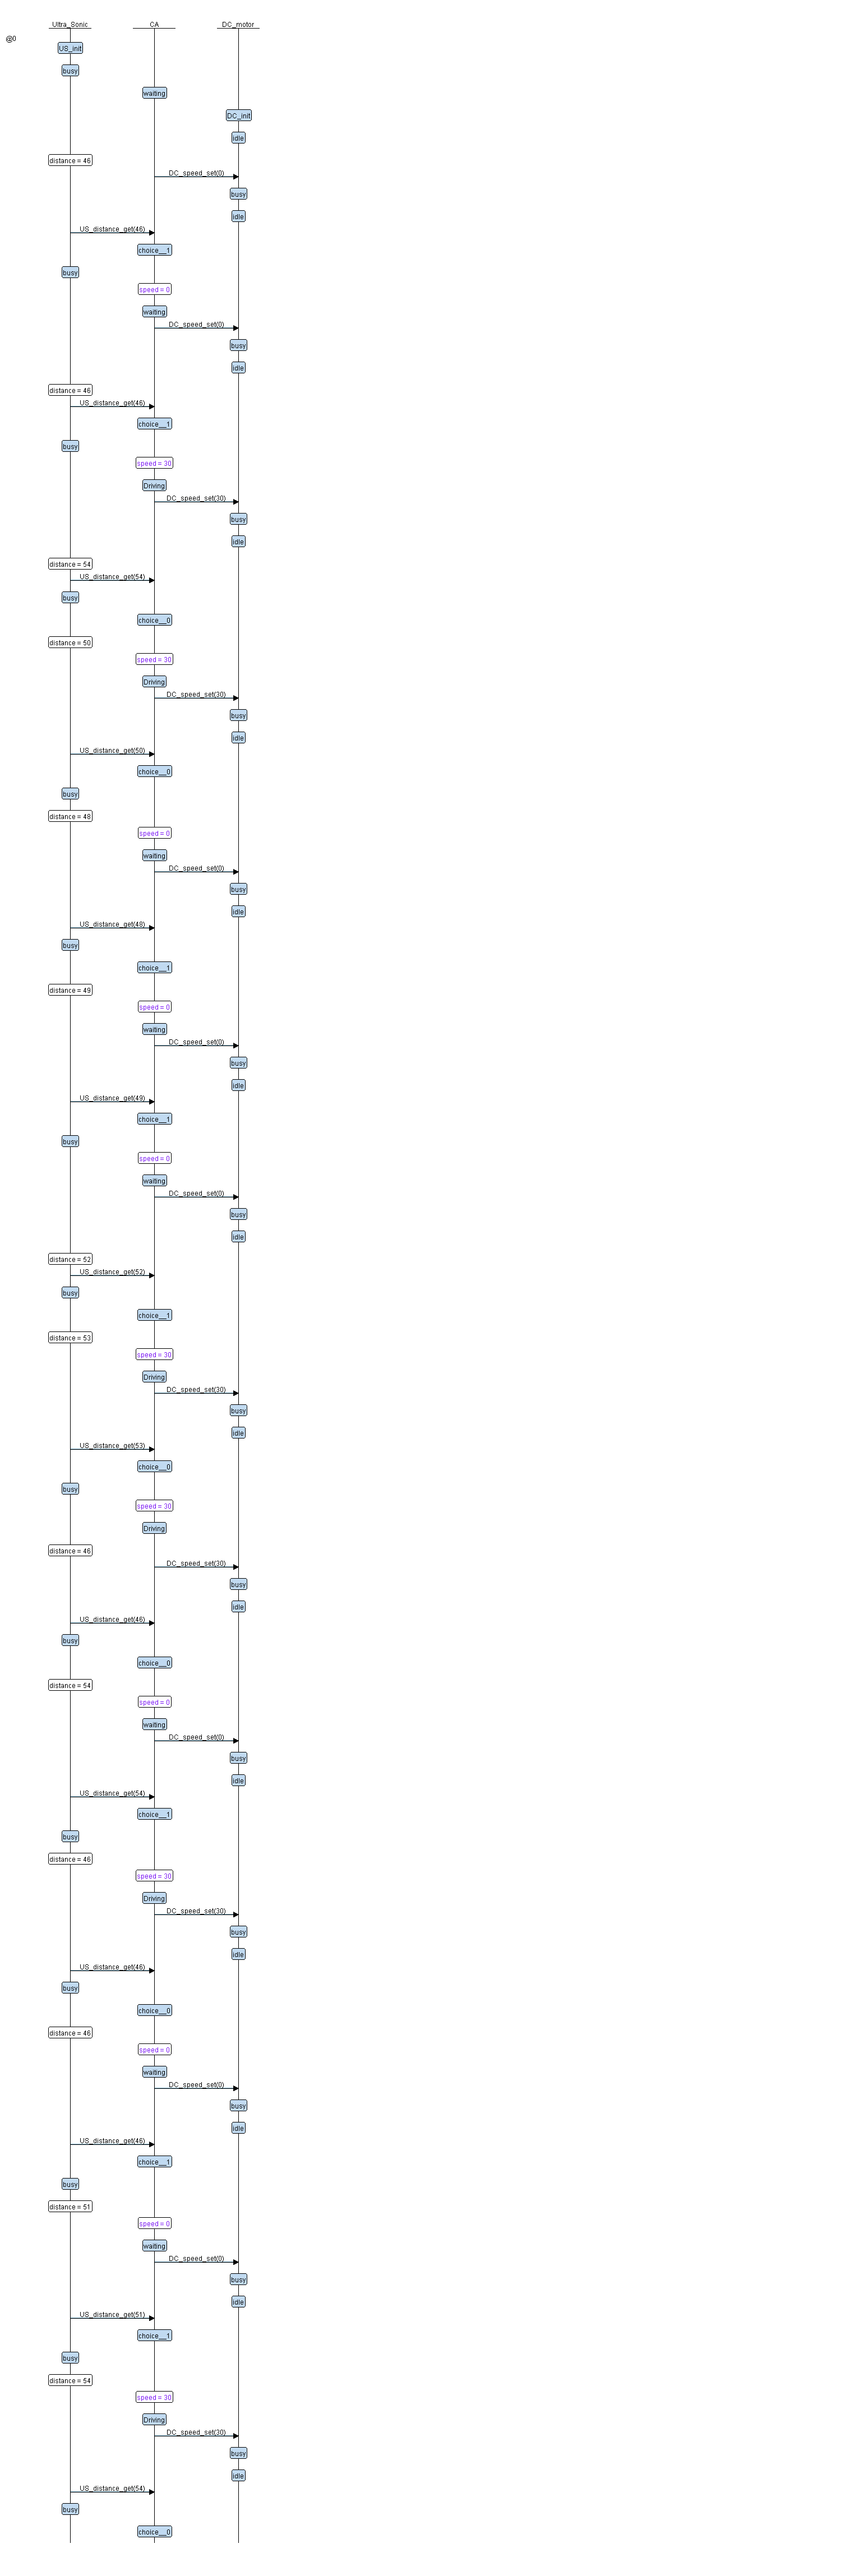 Ultra_Sonic CA DC_motor
@0
US_init
busy
waiting
DC_init
idle
distance = 46
DC_speed_set(0)
busy
idle
US_distance_get(46)
choice__1
busy
speed = 0
waiting
DC_speed_set(0)
busy
idle
distance = 46
US_distance_get(46)
choice__1
busy
speed = 30
Driving
DC_speed_set(30)
busy
idle
distance = 54
US_distance_get(54)
busy
choice__0
distance = 50
speed = 30
Driving
DC_speed_set(30)
busy
idle
US_distance_get(50)
choice__0
busy
distance = 48
speed = 0
waiting
DC_speed_set(0)
busy
idle
US_distance_get(48)
busy
choice__1
distance = 49
speed = 0
waiting
DC_speed_set(0)
busy
idle
US_distance_get(49)
choice__1
busy
speed = 0
waiting
DC_speed_set(0)
busy
idle
distance = 52
US_distance_get(52)
busy
choice__1
distance = 53
speed = 30
Driving
DC_speed_set(30)
busy
idle
US_distance_get(53)
choice__0
busy
speed = 30
Driving
distance = 46
DC_speed_set(30)
busy
idle
US_distance_get(46)
busy
choice__0
distance = 54
speed = 0
waiting
DC_speed_set(0)
busy
idle
US_distance_get(54)
choice__1
busy
distance = 46
speed = 30
Driving
DC_speed_set(30)
busy
idle
US_distance_get(46)
busy
choice__0
distance = 46
speed = 0
waiting
DC_speed_set(0)
busy
idle
US_distance_get(46)
choice__1
busy
distance = 51
speed = 0
waiting
DC_speed_set(0)
busy
idle
US_distance_get(51)
choice__1
busy
distance = 54
speed = 30
Driving
DC_speed_set(30)
busy
idle
US_distance_get(54)
busy
choice__0